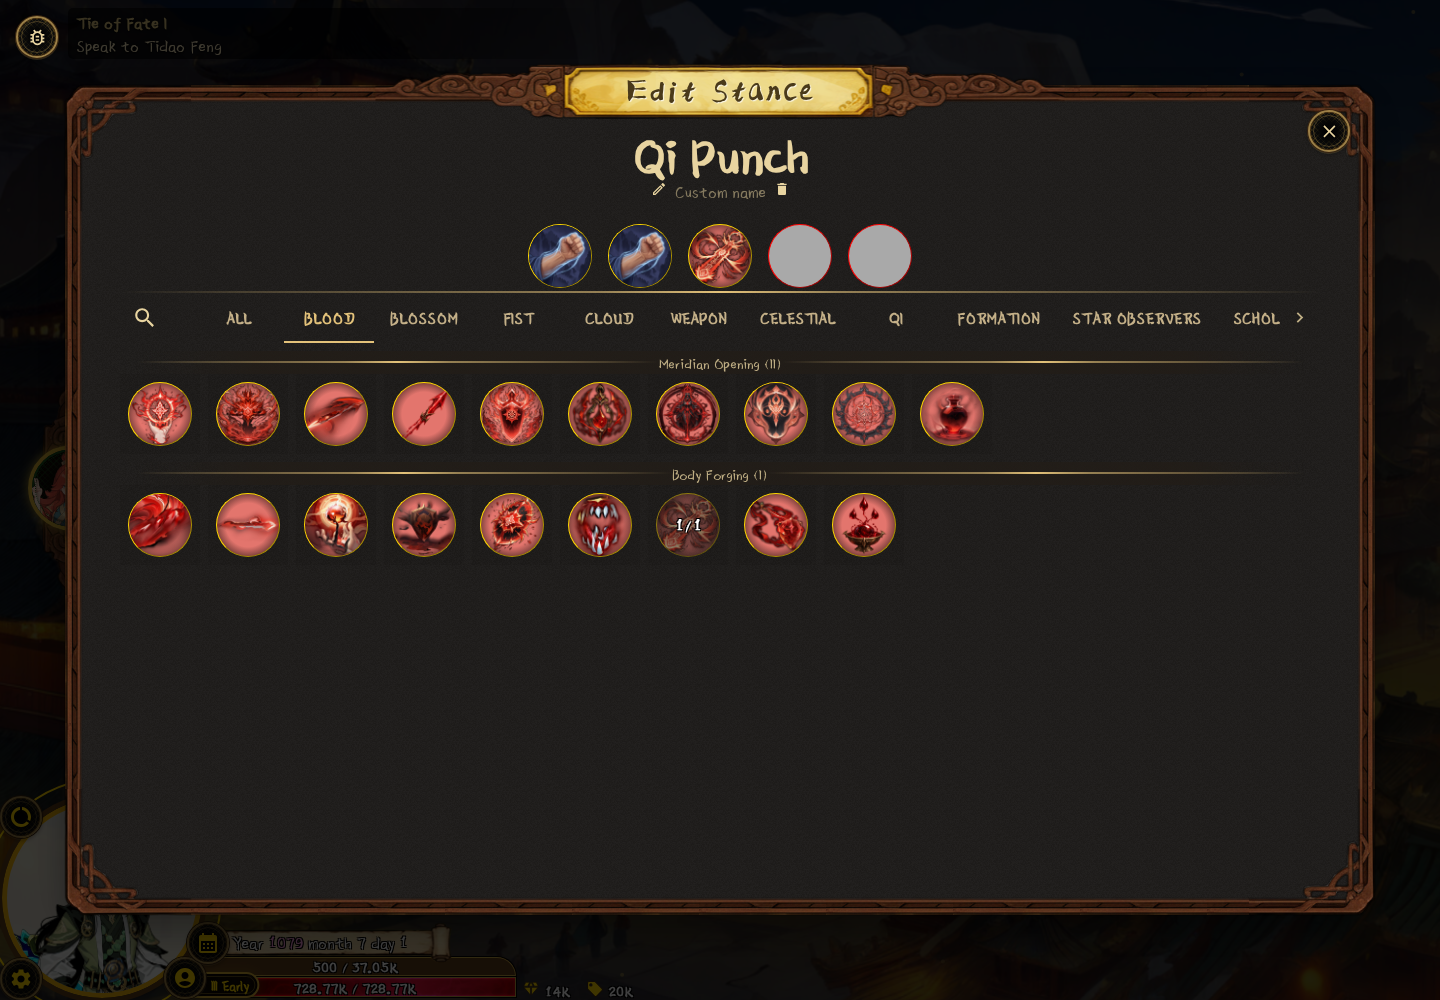 Tie of Fate I
Speak to Tidao Feng
Edit Stance
Qi Punch
Custom name
ALL BLOOD BLOSSOM FIST CLOUD WEAPON CELESTIAL QI FORMATION STAR OBSERVERS SCHOL
Meridian Opening (II)
Body Forging (I)
1/1
Year 1079 month 7 day 1
500 / 37.05K
III Early
728.77K / 728.77K
14K
20K